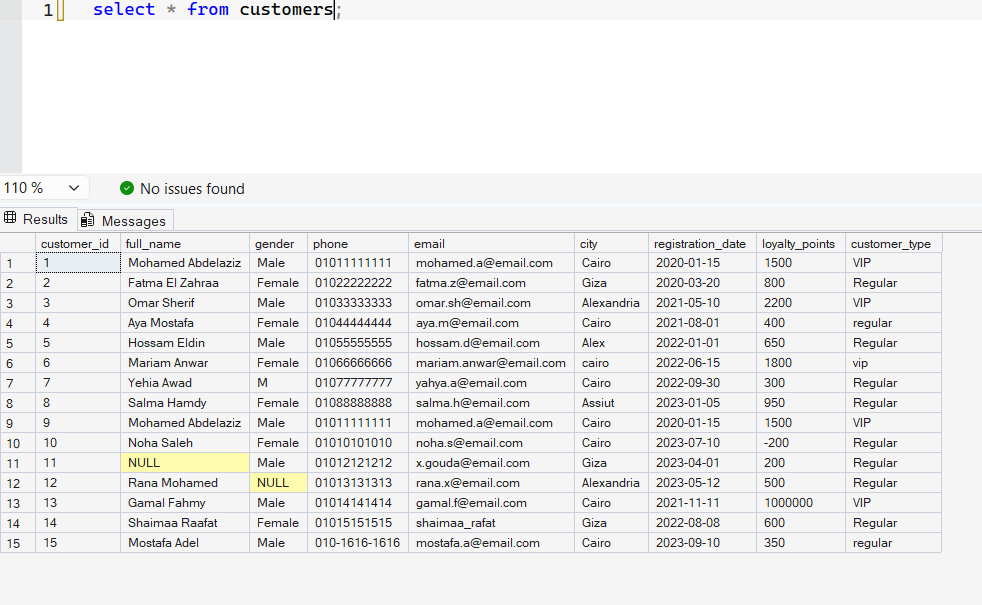 1 select * from customers;
110 % No issues found
Results Messages
customer_id full_name gender phone email city registration_date loyalty_points customer_type
1 1 Mohamed Abdelaziz Male 01011111111 mohamed.a@email.com Cairo 2020-01-15 1500 VIP
2 2 Fatma El Zahraa Female 01022222222 fatma.z@email.com Giza 2020-03-20 800 Regular
3 3 Omar Sherif Male 01033333333 omar.sh@email.com Alexandria 2021-05-10 2200 VIP
4 4 Aya Mostafa Female 01044444444 aya.m@email.com Cairo 2021-08-01 400 regular
5 5 Hossam Eldin Male 01055555555 hossam.d@email.com Alex 2022-01-01 650 Regular
6 6 Mariam Anwar Female 01066666666 mariam.anwar@email.com cairo 2022-06-15 1800 vip
7 7 Yehia Awad M 01077777777 yahya.a@email.com Cairo 2022-09-30 300 Regular
8 8 Salma Hamdy Female 01088888888 salma.h@email.com Assiut 2023-01-05 950 Regular
9 9 Mohamed Abdelaziz Male 01011111111 mohamed.a@email.com Cairo 2020-01-15 1500 VIP
10 10 Noha Saleh Female 01010101010 noha.s@email.com Cairo 2023-07-10 -200 Regular
11 11 NULL Male 01012121212 x.gouda@email.com Giza 2023-04-01 200 Regular
12 12 Rana Mohamed NULL 01013131313 rana.x@email.com Alexandria 2023-05-12 500 Regular
13 13 Gamal Fahmy Male 01014141414 gamal.f@email.com Cairo 2021-11-11 1000000 VIP
14 14 Shaimaa Raafat Female 01015151515 shaimaa_rafat Giza 2022-08-08 600 Regular
15 15 Mostafa Adel Male 010-1616-1616 mostafa.a@email.com Cairo 2023-09-10 350 regular